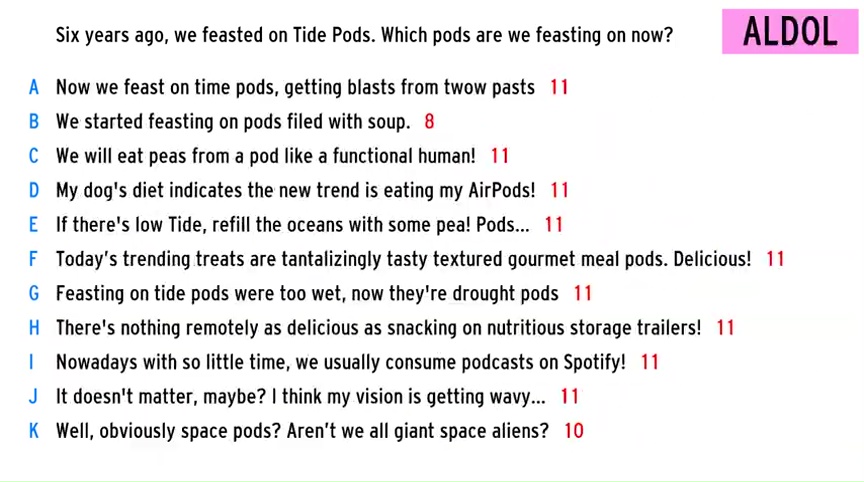 Six years ago, we feasted on Tide Pods. Which pods are we feasting on now?
ALDOL
A Now we feast on time pods, getting blasts from twow pasts 11
B We started feasting on pods filed with soup. 8
C We will eat peas from a pod like a functional human! 11
D My dog's diet indicates the new trend is eating my AirPods! 11
E If there's low Tide, refill the oceans with some pea! Pods... 11
F Today's trending treats are tantalizingly tasty textured gourmet meal pods. Delicious! 11
G Feasting on tide pods were too wet, now they're drought pods 11
H There's nothing remotely as delicious as snacking on nutritious storage trailers! 11
I Nowadays with so little time, we usually consume podcasts on Spotify! 11
J It doesn't matter, maybe? I think my vision is getting wavy... 11
K Well, obviously space pods? Aren't we all giant space aliens? 10